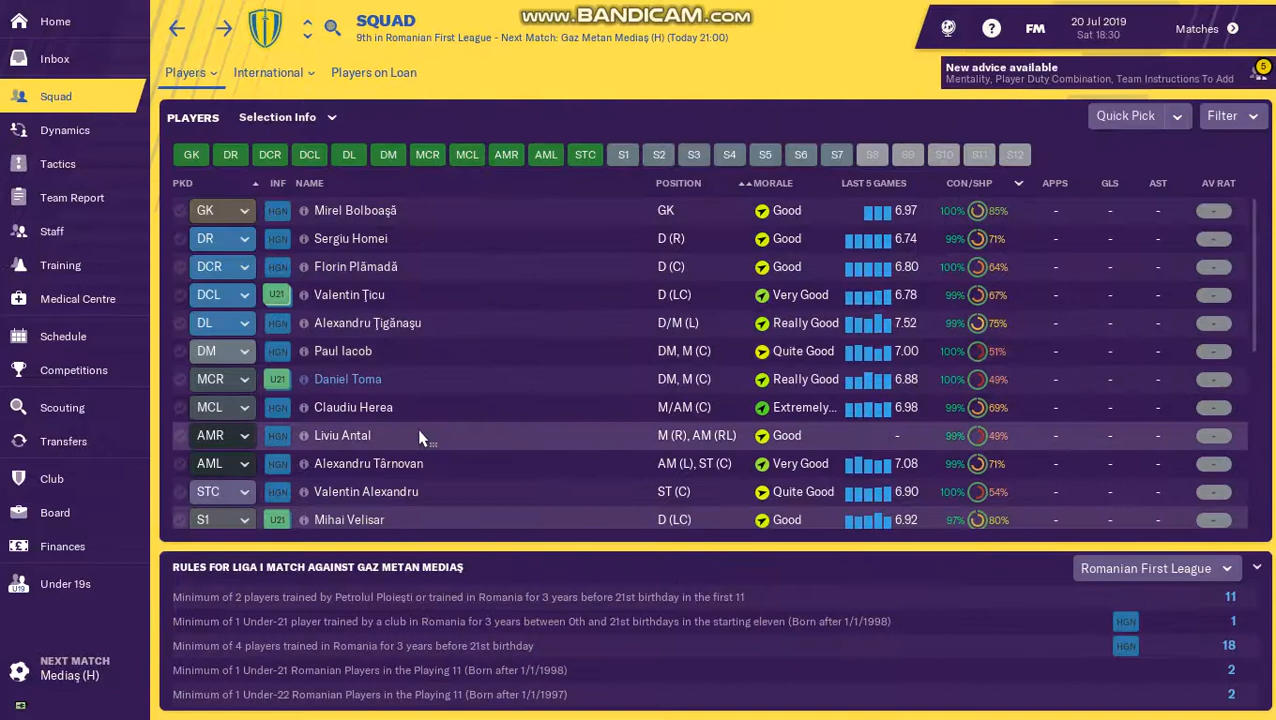 www.BANDICAM.com
Home
Inbox
Squad
Dynamics
Tactics
Team Report
Staff
Training
Medical Centre
Schedule
Competitions
Scouting
Transfers
Club
Board
Finances
Under 19s
U19
NEXT MATCH
Mediaş (H)
SQUAD
9th in Romanian First League - Next Match: Gaz Metan Mediaş (H) (Today 21:00)
? FM 20 Jul 2019
Sat 18:30
Matches
New advice available
Mentality, Player Duty Combination, Team Instructions To Add
5
Players International Players on Loan
PLAYERS Selection Info Quick Pick Filter
GK DR DCR DCL DL DM MCR MCL AMR AML STC S1 S2 S3 S4 S5 S6 S7 S8 S9 S10 S11 S12
PKD INF NAME POSITION MORALE LAST 5 GAMES CON/SHP APPS GLS AST AV RAT
GK HGN Mirel Bolboaşă GK Good 6.97 100% 85% - - - -
DR HGN Sergiu Homei D (R) Good 6.74 99% 71% - - - -
DCR HGN Florin Plămadă D (C) Good 6.80 100% 64% - - - -
DCL U21 Valentin Ţicu D (LC) Very Good 6.78 99% 67% - - - -
DL HGN Alexandru Ţigănaşu D/M (L) Really Good 7.52 99% 75% - - - -
DM HGN Paul Iacob DM, M (C) Quite Good 7.00 100% 51% - - - -
MCR U21 Daniel Toma DM, M (C) Really Good 6.88 100% 49% - - - -
MCL HGN Claudiu Herea M/AM (C) Extremely... 6.98 99% 69% - - - -
AMR HGN Liviu Antal M (R), AM (RL) Good - 99% 49% - - - -
AML HGN Alexandru Târnovan AM (L), ST (C) Very Good 7.08 99% 71% - - - -
STC HGN Valentin Alexandru ST (C) Quite Good 6.90 100% 54% - - - -
S1 U21 Mihai Velisar D (LC) Good 6.92 97% 80% - - - -
RULES FOR LIGA I MATCH AGAINST GAZ METAN MEDIAŞ Romanian First League
Minimum of 2 players trained by Petrolul Ploieşti or trained in Romania for 3 years before 21st birthday in the first 11 11
Minimum of 1 Under-21 player trained by a club in Romania for 3 years between 0th and 21st birthdays in the starting eleven (Born after 1/1/1998) HGN 1
Minimum of 4 players trained in Romania for 3 years before 21st birthday HGN 18
Minimum of 1 Under-21 Romanian Players in the Playing 11 (Born after 1/1/1998) 2
Minimum of 1 Under-22 Romanian Players in the Playing 11 (Born after 1/1/1997) 2